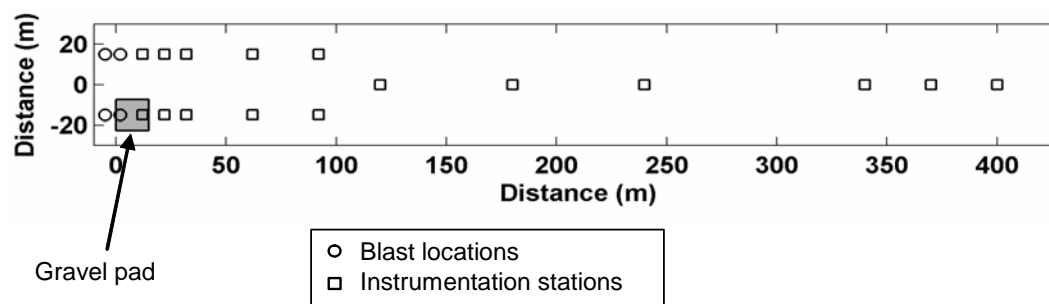 Distance (m)
20
0
-20
0 50 100 150 200 250 300 350 400
Distance (m)
Gravel pad
Blast locations
Instrumentation stations